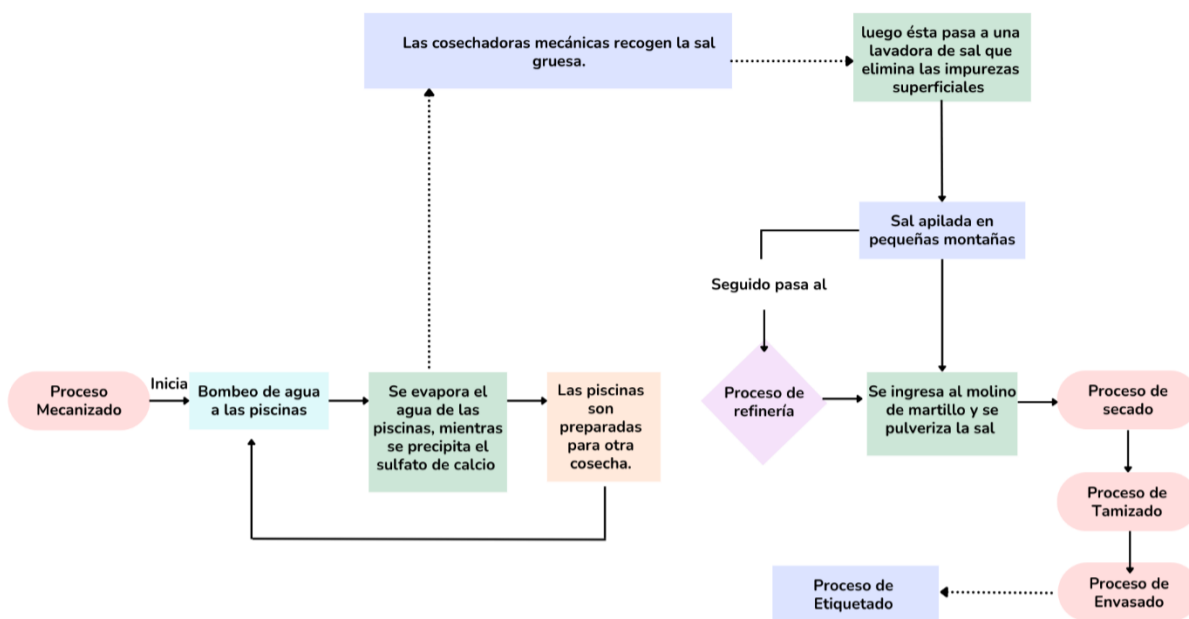 Proceso
Mecanizado
Inicia
Bombeo de agua
a las piscinas
Se evapora el
agua de las
piscinas, mientras
se precipita el
sulfato de calcio
Las piscinas
son
preparadas
para otra
cosecha.
Las cosechadoras mecánicas recogen la sal
gruesa.
luego ésta pasa a una
lavadora de sal que
elimina las impurezas
superficiales
Sal apilada en
pequeñas montañas
Seguido pasa al
Proceso de
refinería
Se ingresa al molino
de martillo y se
pulveriza la sal
Proceso de
secado
Proceso de
Tamizado
Proceso de
Envasado
Proceso de
Etiquetado